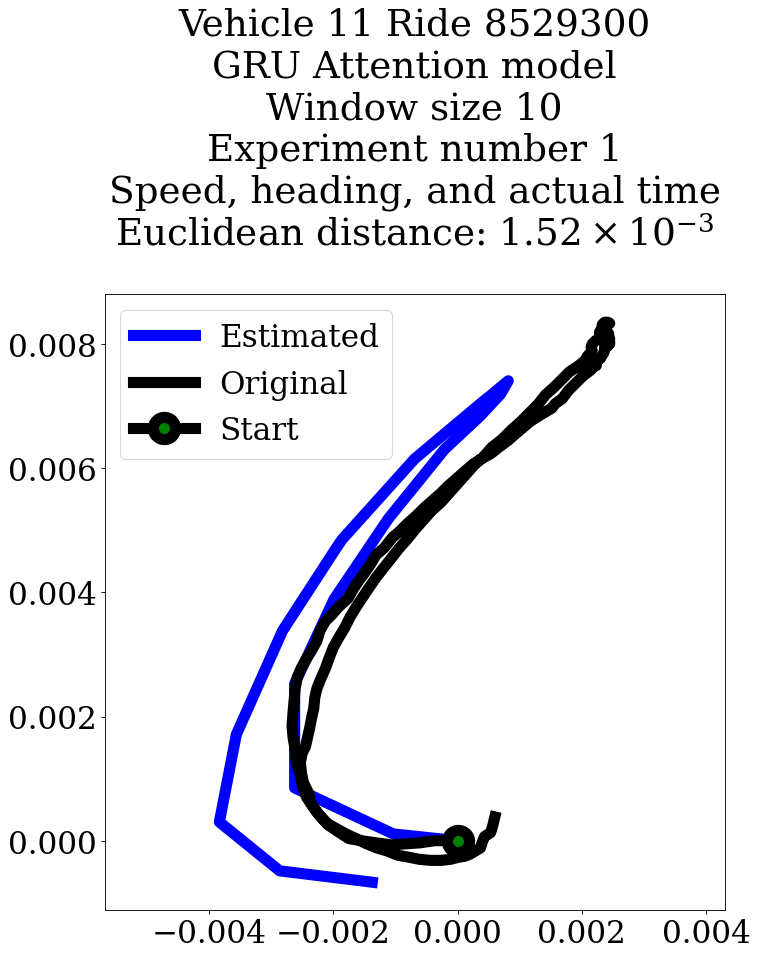 Vehicle 11 Ride 8529300
GRU Attention model
Window size 10
Experiment number 1
Speed, heading, and actual time
Euclidean distance: 1.52 × 10⁻³
Estimated
Original
Start
0.008
0.006
0.004
0.002
0.000
−0.004 −0.002 0.000 0.002 0.004